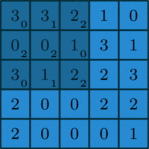 3₀ 3₁ 2₂ 1 0
0₂ 0₂ 1₀ 3 1
3₀ 1₁ 2₂ 2 3
2 0 0 2 2
2 0 0 0 1